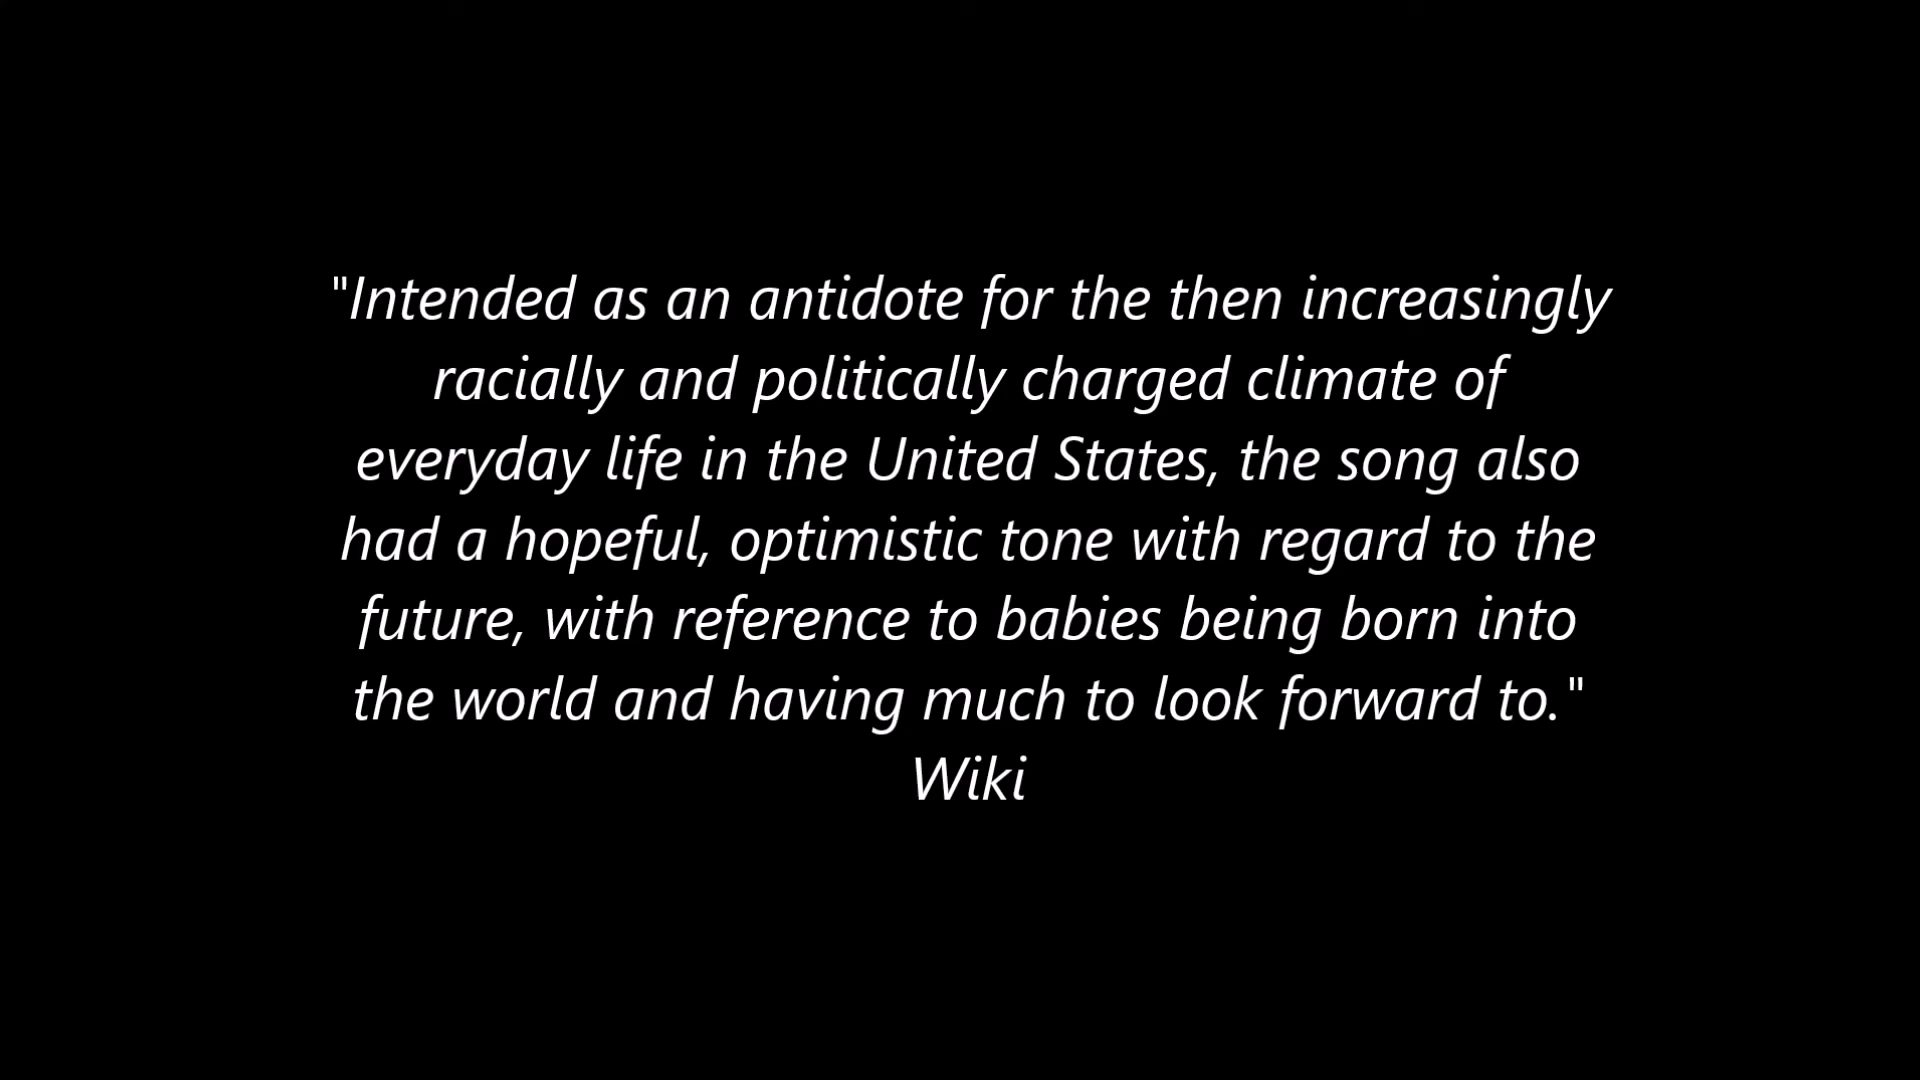 "Intended as an antidote for the then increasingly
racially and politically charged climate of
everyday life in the United States, the song also
had a hopeful, optimistic tone with regard to the
future, with reference to babies being born into
the world and having much to look forward to."
Wiki